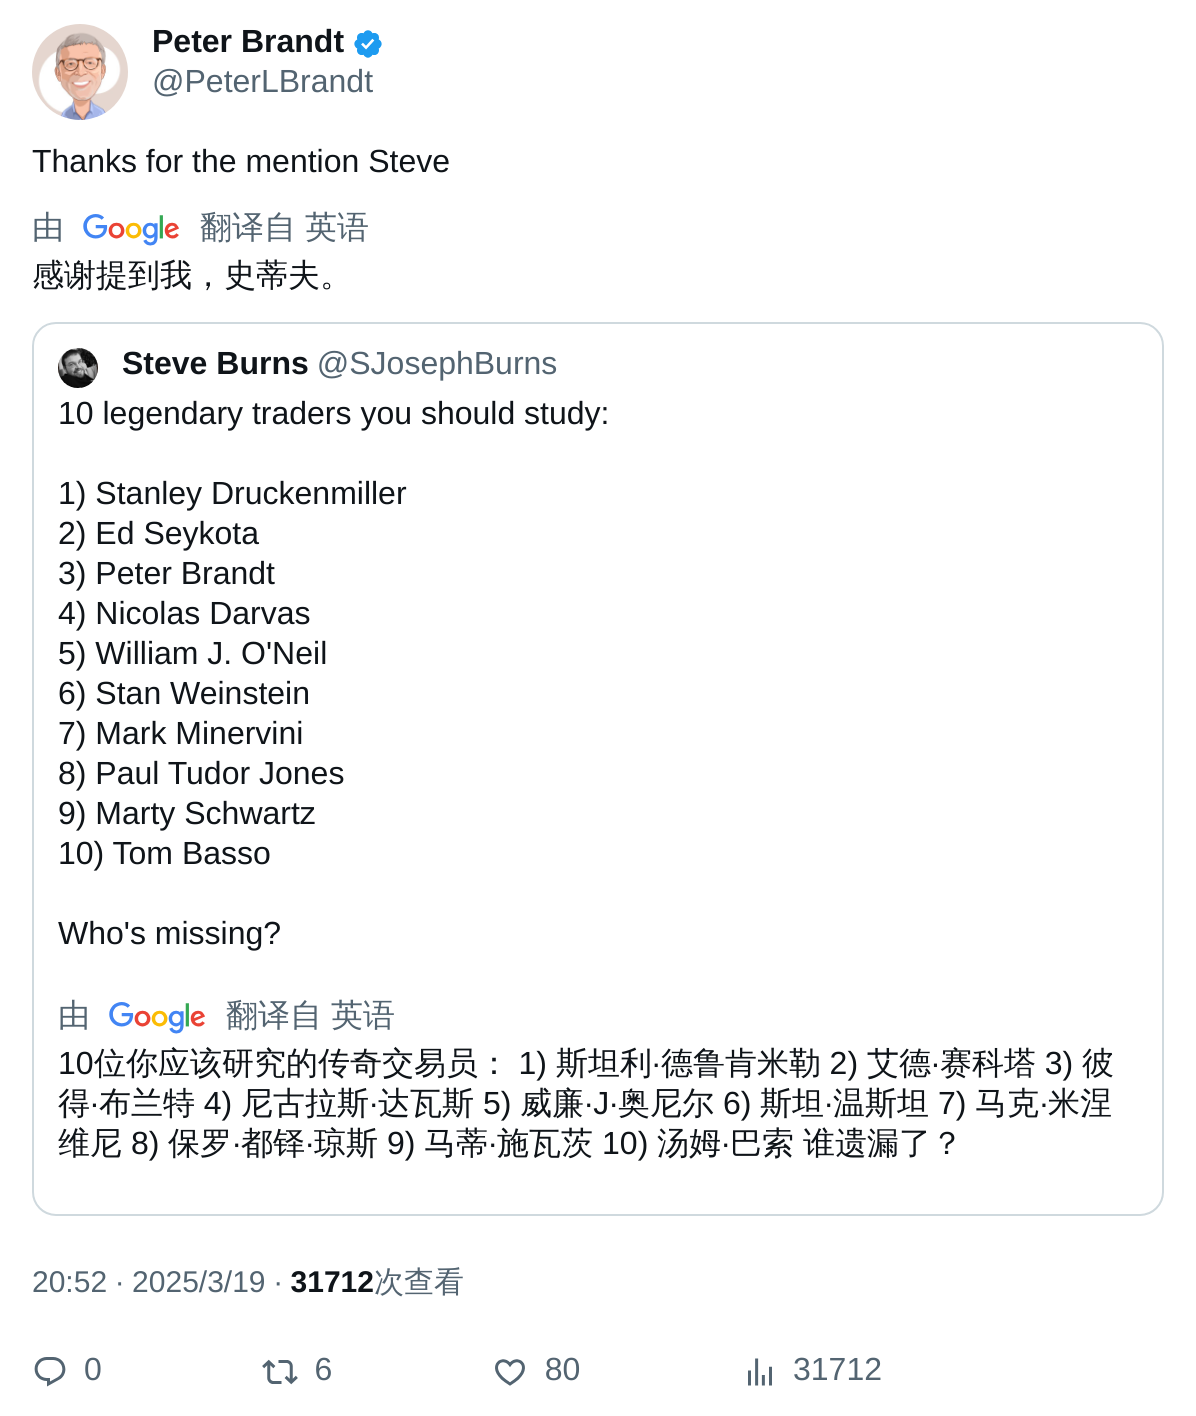 Peter Brandt
@PeterLBrandt
Thanks for the mention Steve
由 Google 翻译自 英语
感谢提到我，史蒂夫。
Steve Burns @SJosephBurns
10 legendary traders you should study:
1) Stanley Druckenmiller
2) Ed Seykota
3) Peter Brandt
4) Nicolas Darvas
5) William J. O'Neil
6) Stan Weinstein
7) Mark Minervini
8) Paul Tudor Jones
9) Marty Schwartz
10) Tom Basso
Who's missing?
由 Google 翻译自 英语
10位你应该研究的传奇交易员： 1) 斯坦利·德鲁肯米勒 2) 艾德·赛科塔 3) 彼
得·布兰特 4) 尼古拉斯·达瓦斯 5) 威廉·J·奥尼尔 6) 斯坦·温斯坦 7) 马克·米涅
维尼 8) 保罗·都铎·琼斯 9) 马蒂·施瓦茨 10) 汤姆·巴索 谁遗漏了？
20:52 · 2025/3/19 · 31712次查看
0 6 80 31712